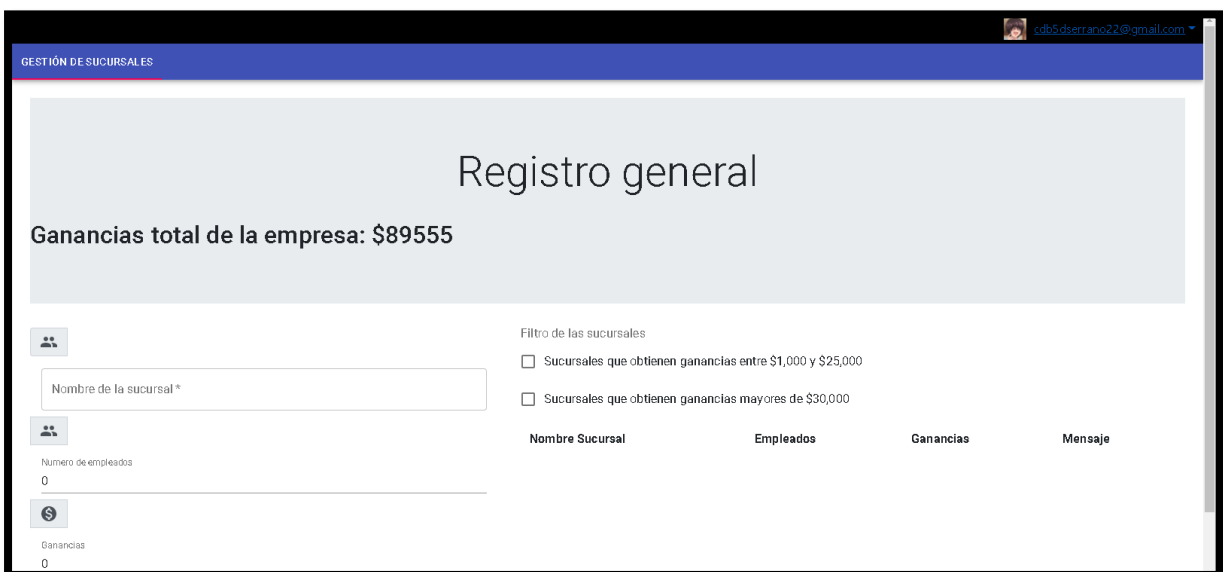 cdb5dserrano22@gmail.com
GESTIÓN DE SUCURSALES
Registro general
Ganancias total de la empresa: $89555
Nombre de la sucursal *
Numero de empleados
0
Ganancias
0
Filtro de las sucursales
Sucursales que obtienen ganancias entre $1,000 y $25,000
Sucursales que obtienen ganancias mayores de $30,000
Nombre Sucursal Empleados Ganancias Mensaje